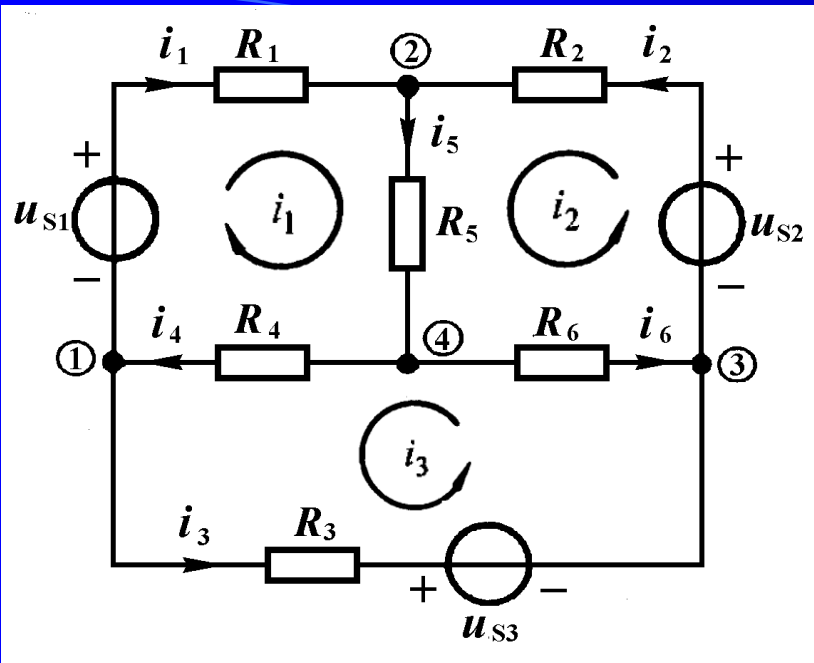 i1 R1 ② R2 i2
i5
+ +
uS1 i1 R5 i2 uS2
− −
i4 R4 ④ R6 i6
① ③
i3
i3 R3
+ −
uS3